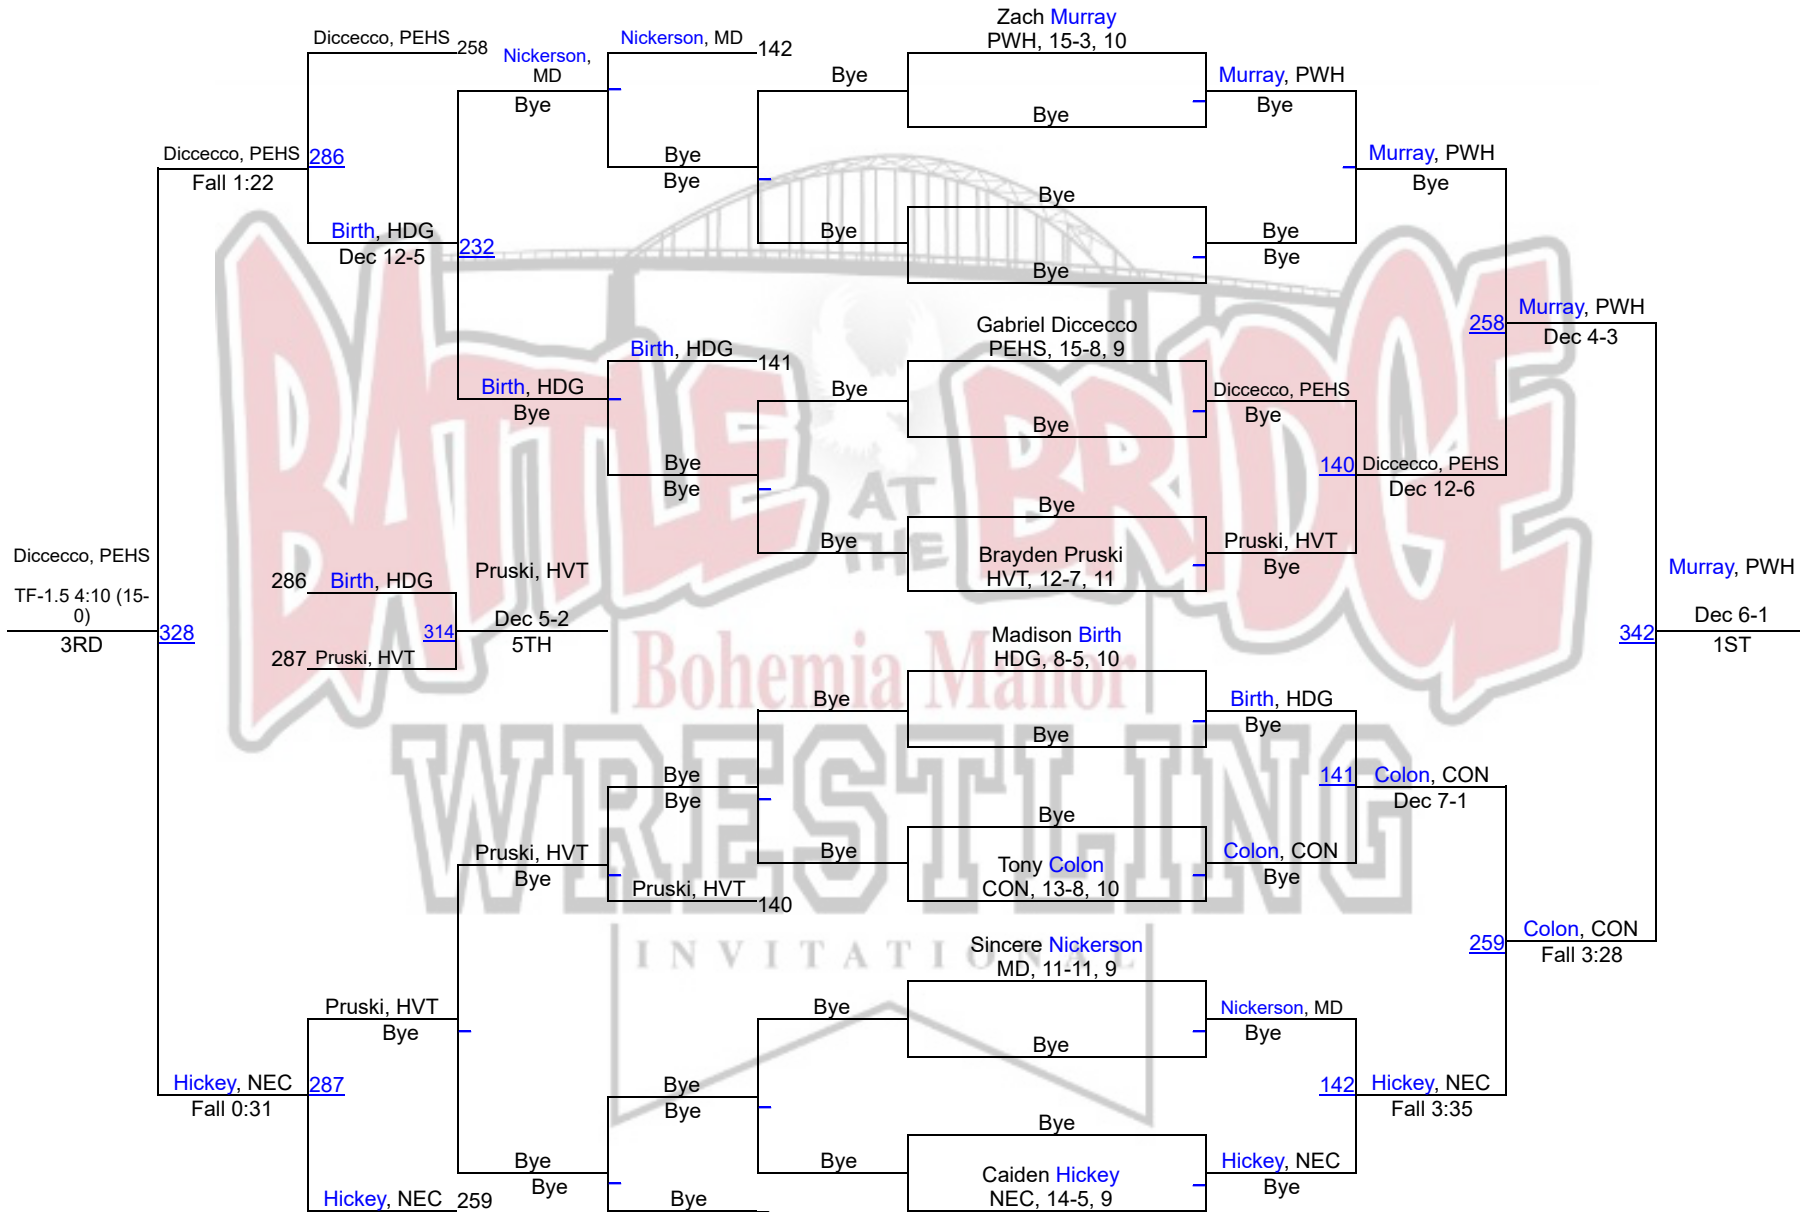 Zach Murray
PWH, 15-3, 10
Diccecco, PEHS 258
Nickerson, MD 142
Nickerson,
MD
Bye
Bye
Bye
Murray, PWH
Bye
Diccecco, PEHS 286
Fall 1:22
Bye
Bye
Murray, PWH
Bye
Bye
Birth, HDG 232
Dec 12-5
Bye
Bye
Bye
Bye
Murray, PWH
258
Dec 4-3
Gabriel Diccecco
PEHS, 15-8, 9
Birth, HDG 141
Birth, HDG
Bye
Bye
Bye
Diccecco, PEHS
Bye
Bye
Bye
140 Diccecco, PEHS
Dec 12-6
Bye
Bye
Brayden Pruski
HVT, 12-7, 11
Pruski, HVT
Bye
BATTLE
AT
THE
BRIDGE
Diccecco, PEHS
TF-1.5 4:10 (15-
0)
3RD
328
286 Birth, HDG
287 Pruski, HVT
314
Pruski, HVT
Dec 5-2
5TH
Murray, PWH
342
Dec 6-1
1ST
Bohemia Manor
Madison Birth
HDG, 8-5, 10
Bye
Bye
Birth, HDG
Bye
WRESTLING
Bye
Bye
141 Colon, CON
Dec 7-1
Bye
Bye
Tony Colon
CON, 13-8, 10
Colon, CON
Bye
Pruski, HVT
Bye
Pruski, HVT
140
INVITATIONAL
259
Colon, CON
Fall 3:28
Sincere Nickerson
MD, 11-11, 9
Pruski, HVT
Bye
Bye
Bye
Nickerson, MD
Bye
Hickey, NEC 287
Fall 0:31
Bye
Bye
142 Hickey, NEC
Fall 3:35
Bye
Bye
Bye
Bye
Caiden Hickey
NEC, 14-5, 9
Hickey, NEC
Bye
Hickey, NEC 259
Bye